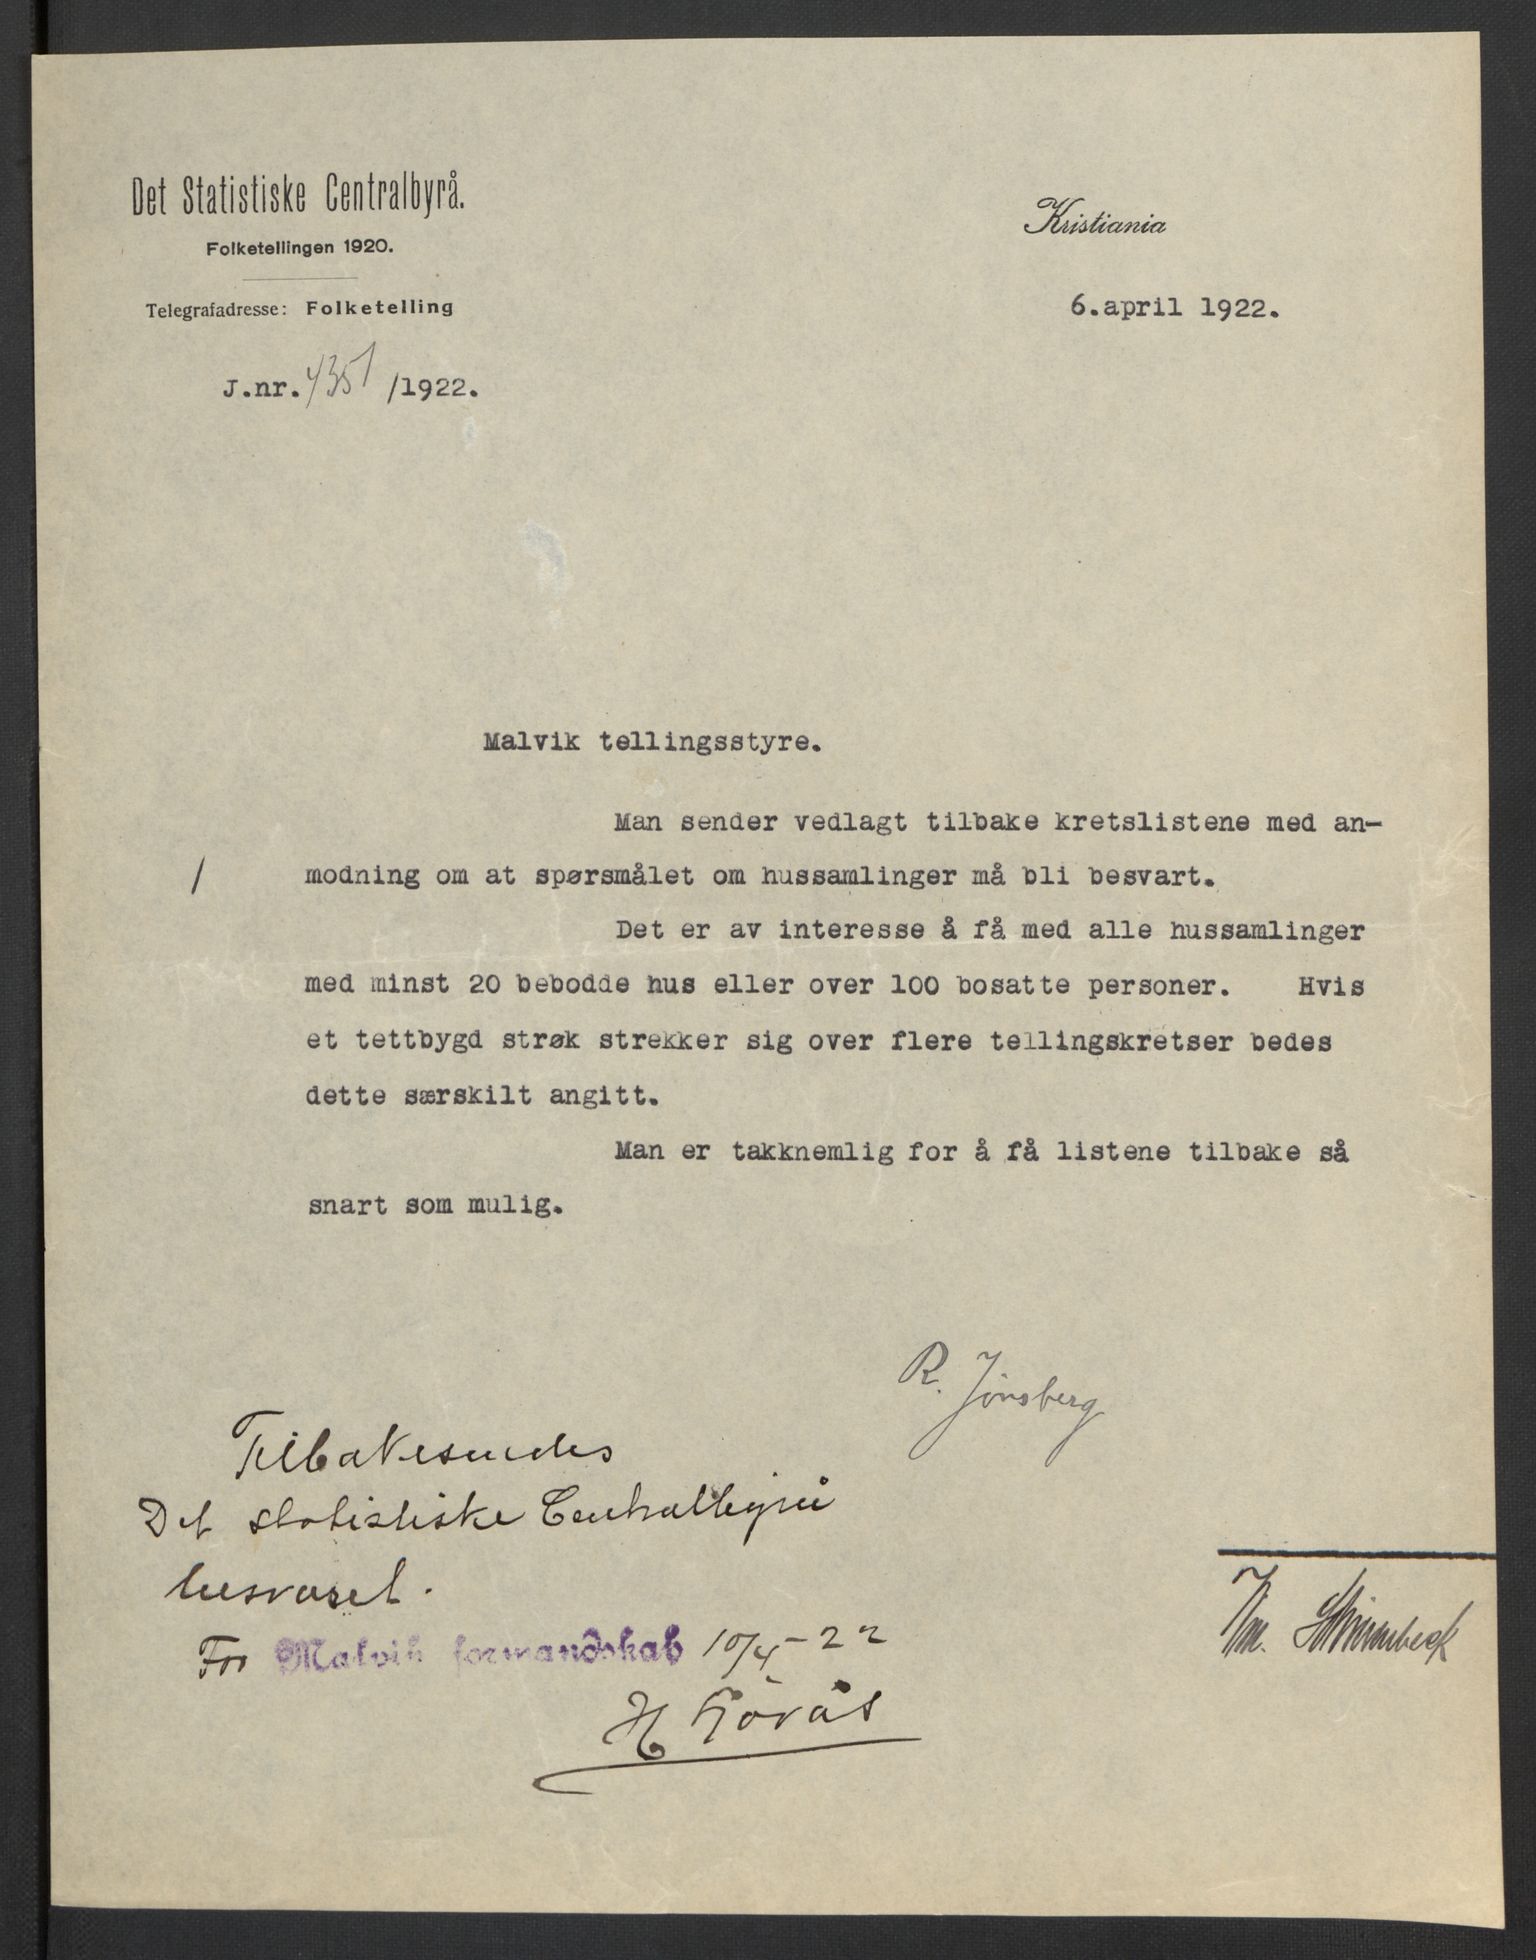 Det Statistiske Centralbyrå.
Folketellingen 1920.
Telegrafadresse: Folketelling
J.nr. 4351 /1922.
Kristiania
6.april 1922.
Malvik tellingsstyre.
Man sender vedlagt tilbake kretslistene med an-
modning om at spørsmålet om hussamlinger må bli besvart.
Det er av interesse å få med alle hussamlinger
med minst 20 bebodde hus eller over 100 bosatte personer. Hvis
et tettbygd strøk strekker sig over flere tellingskretser bedes
dette særskilt angitt.
Man er takknemlig for å få listene tilbake så
snart som mulig.
R. Jönsberg
Tilbakesendes
Det statistiske Centralbyrå
besvaret.
For Malvik formandskab 10/4-22
H